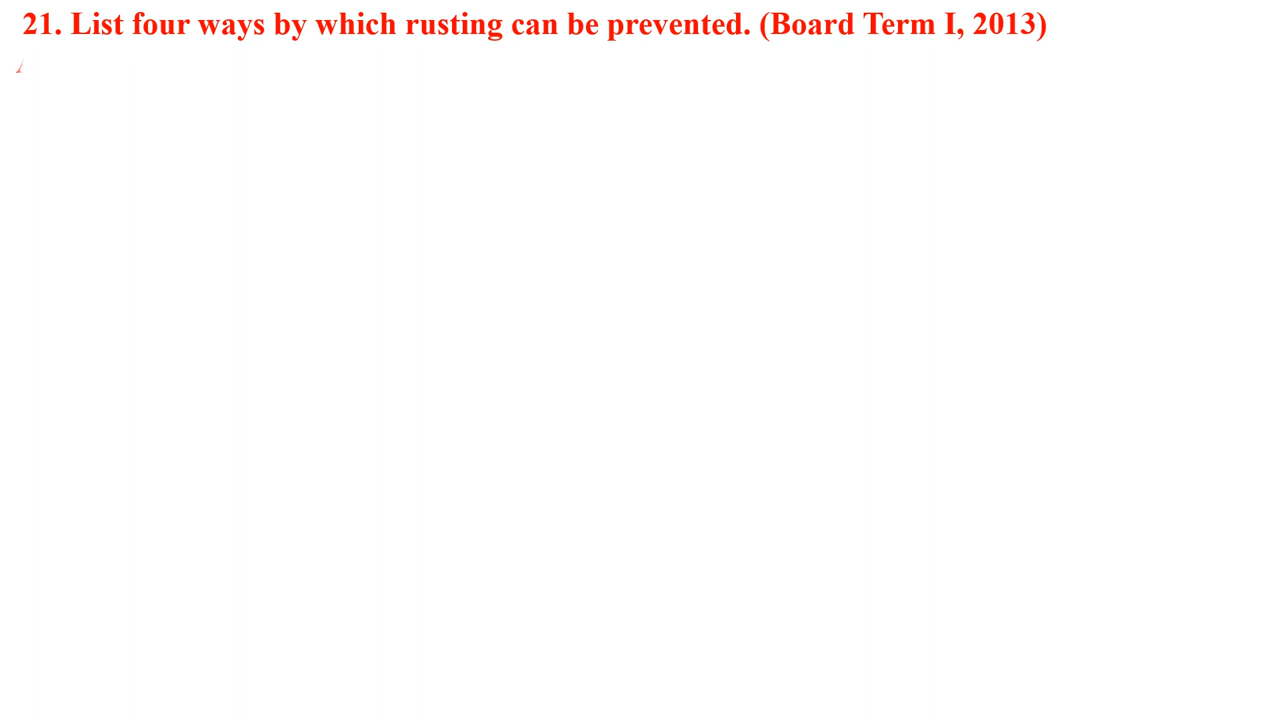 21. List four ways by which rusting can be prevented. (Board Term I, 2013)